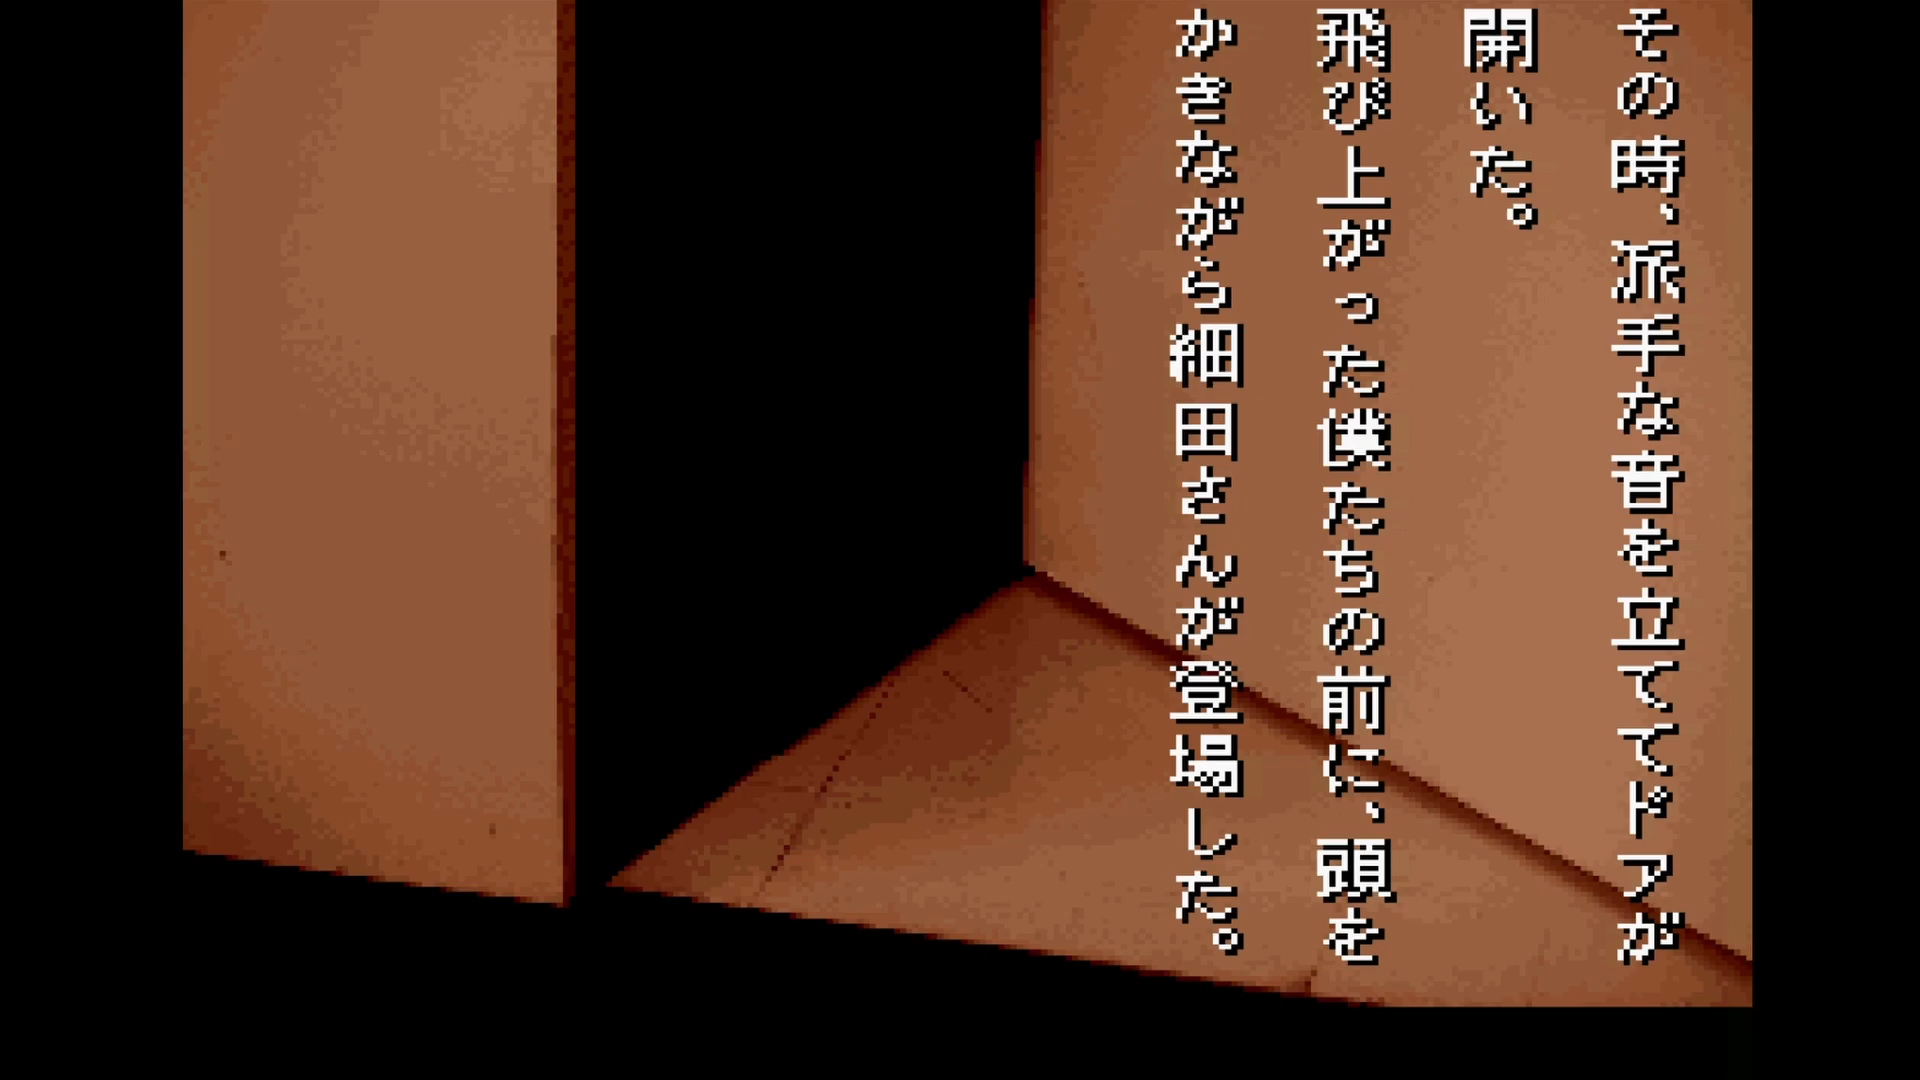 その時、派手な音を立ててドアが
開いた。
飛び上がった僕たちの前に、頭を
かきながら細田さんが登場した。